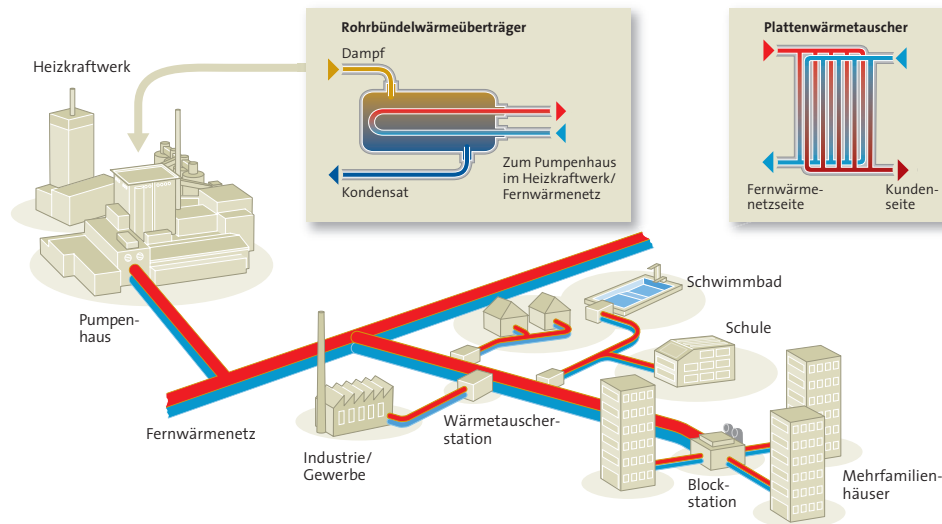 Rohrbündelwärmeüberträger
Dampf
Kondensat
Zum Pumpenhaus
im Heizkraftwerk/
Fernwärmenetz
Plattenwärmetauscher
Fernwärme-
netzseite
Kunden-
seite
Heizkraftwerk
Pumpen-
haus
Fernwärmenetz
Industrie/
Gewerbe
Wärmetauscher-
station
Schwimmbad
Schule
Block-
station
Mehrfamilien-
häuser